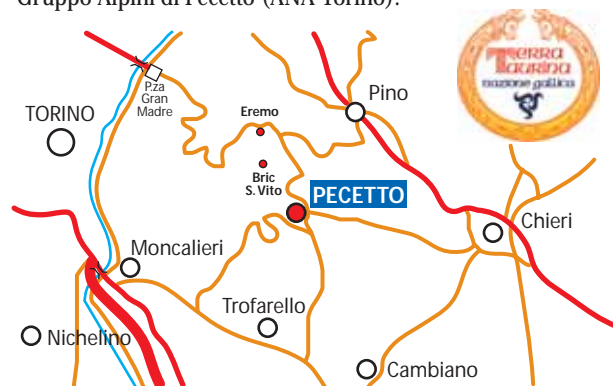 Gruppo Alpini di Pecetto (ANA Torino).
TERRA
TAURINA
nazione gallica
P.za
Gran
Madre
TORINO
Eremo
Pino
Bric
S. Vito
PECETTO
Chieri
Moncalieri
Trofarello
Nichelino
Cambiano